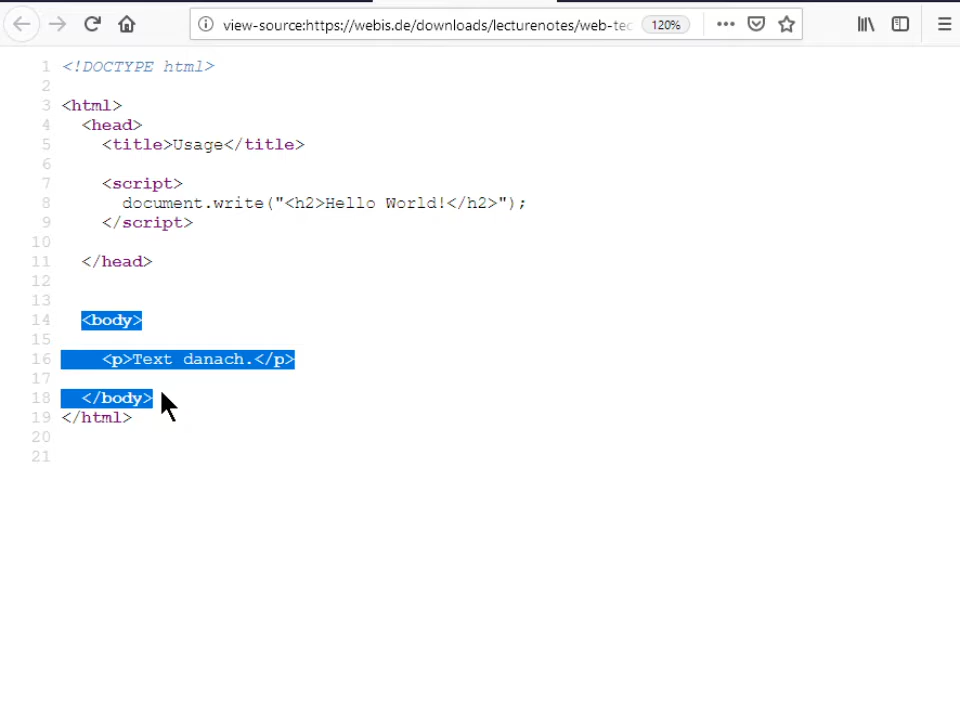 view-source:https://webis.de/downloads/lecturenotes/web-tec
120%
1 <!DOCTYPE html>
2
3 <html>
4 <head>
5 <title>Usage</title>
6
7 <script>
8 document.write("<h2>Hello World!</h2>");
9 </script>
10
11 </head>
12
13
14 <body>
15
16 <p>Text danach.</p>
17
18 </body>
19 </html>
20
21